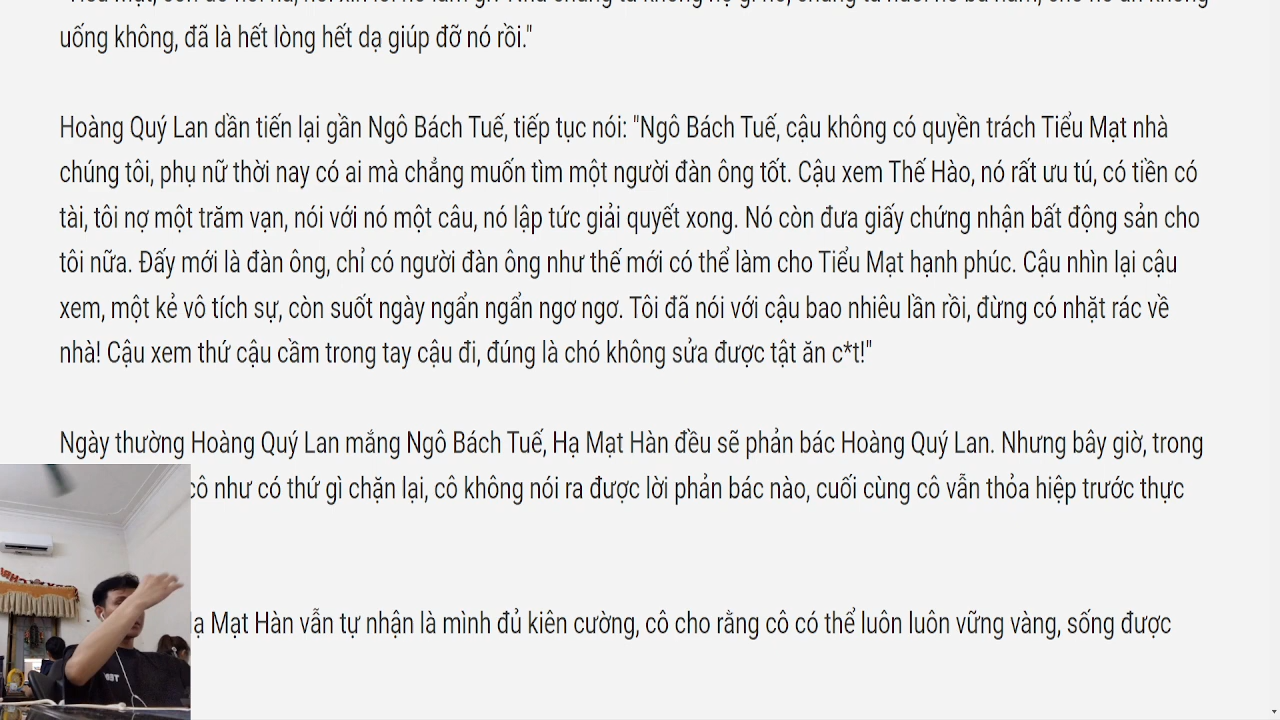 uống không, đã là hết lòng hết dạ giúp đỡ nó rồi."
Hoàng Quý Lan dần tiến lại gần Ngô Bách Tuế, tiếp tục nói: "Ngô Bách Tuế, cậu không có quyền trách Tiểu Mạt nhà
chúng tôi, phụ nữ thời nay có ai mà chẳng muốn tìm một người đàn ông tốt. Cậu xem Thế Hào, nó rất ưu tú, có tiền có
tài, tôi nợ một trăm vạn, nói với nó một câu, nó lập tức giải quyết xong. Nó còn đưa giấy chứng nhận bất động sản cho
tôi nữa. Đấy mới là đàn ông, chỉ có người đàn ông như thế mới có thể làm cho Tiểu Mạt hạnh phúc. Cậu nhìn lại cậu
xem, một kẻ vô tích sự, còn suốt ngày ngẩn ngẩn ngơ ngơ. Tôi đã nói với cậu bao nhiêu lần rồi, đừng có nhặt rác về
nhà! Cậu xem thứ cậu cầm trong tay cậu đi, đúng là chó không sửa được tật ăn c*t!"
Ngày thường Hoàng Quý Lan mắng Ngô Bách Tuế, Hạ Mạt Hàn đều sẽ phản bác Hoàng Quý Lan. Nhưng bây giờ, trong
cô như có thứ gì chặn lại, cô không nói ra được lời phản bác nào, cuối cùng cô vẫn thỏa hiệp trước thực
Mạt Hàn vẫn tự nhận là mình đủ kiên cường, cô cho rằng cô có thể luôn luôn vững vàng, sống được